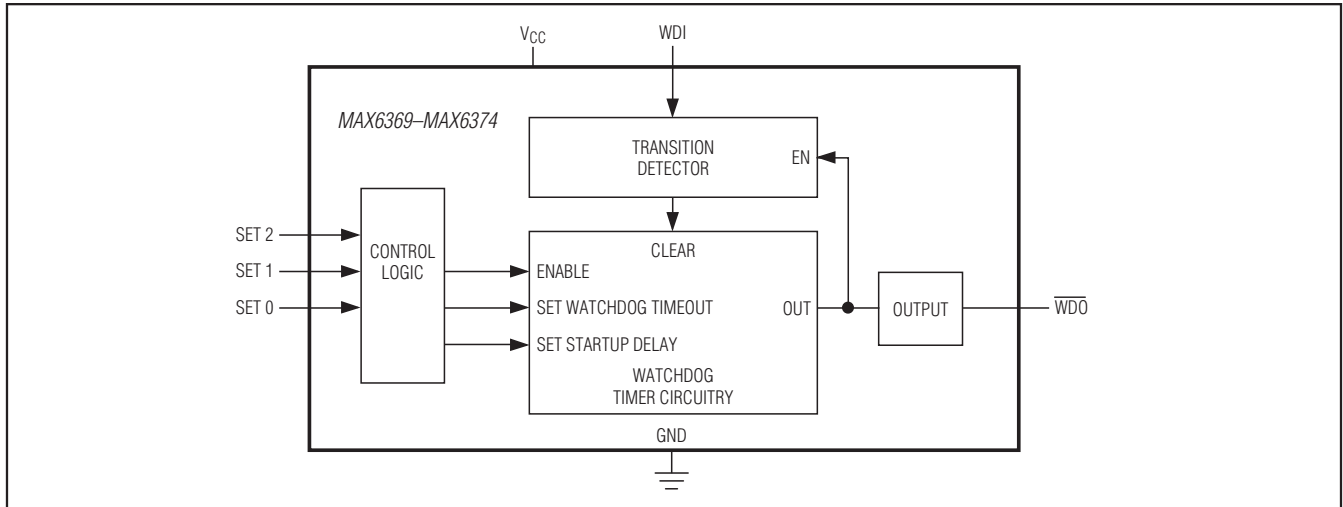 VCC
WDI
MAX6369–MAX6374
TRANSITION
DETECTOR
EN
SET 2
SET 1
SET 0
CONTROL
LOGIC
CLEAR
ENABLE
SET WATCHDOG TIMEOUT
SET STARTUP DELAY
OUT
WATCHDOG
TIMER CIRCUITRY
OUTPUT
WDO
GND